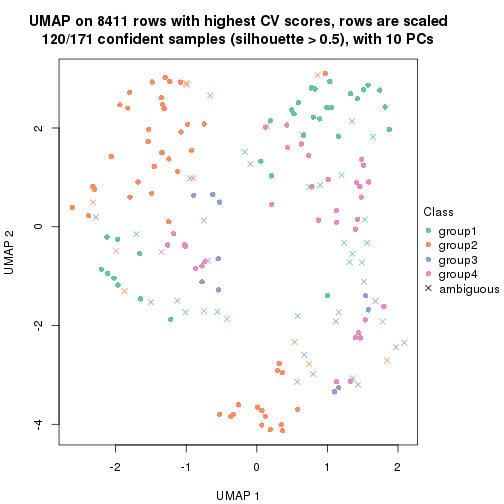 UMAP on 8411 rows with highest CV scores, rows are scaled
120/171 confident samples (silhouette > 0.5), with 10 PCs
2
0
-2
-4
UMAP 2
-2
-1
0
1
2
UMAP 1
Class
group1
group2
group3
group4
ambiguous